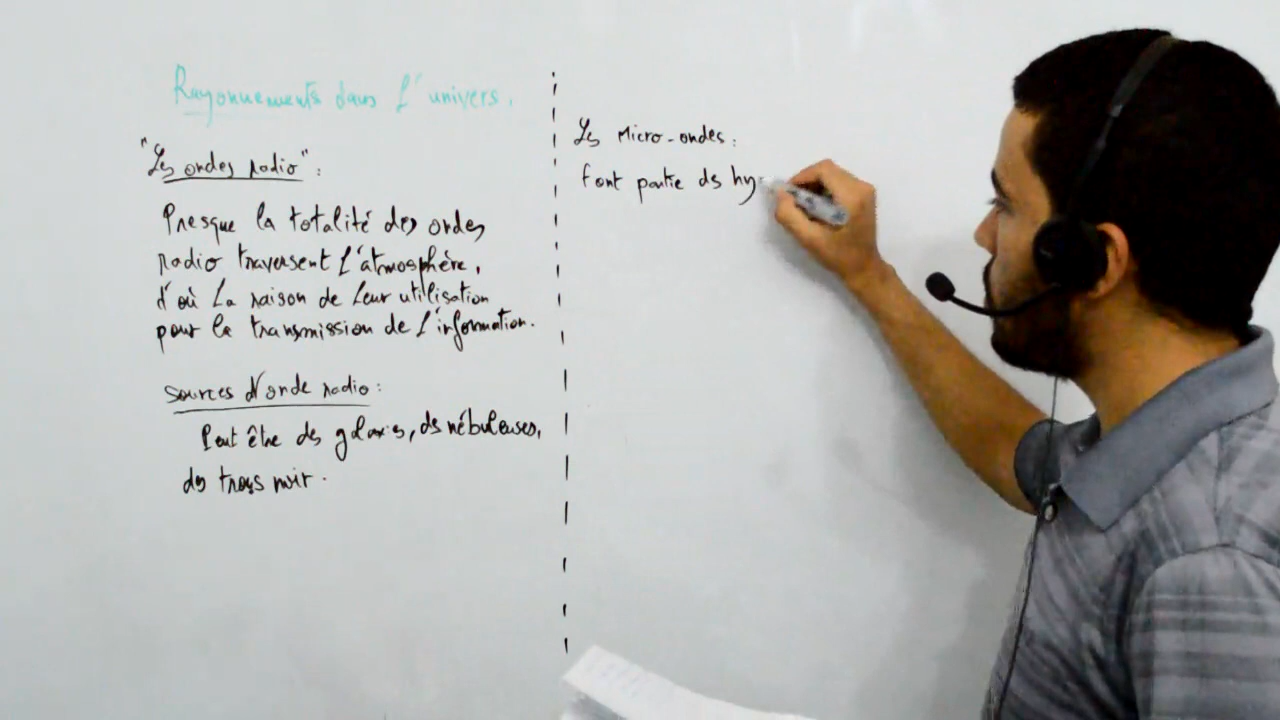 Rayonnements dans l'univers.
"Les ondes radio":
Presque la totalité des ondes
radio traversent l'atmosphère,
d'où la raison de leur utilisation
pour la transmission de l'information.
Sources d'onde radio:
Peut être des galaxies, des nébuleuses,
des trous noir.
Les Micro-ondes:
Font partie des hy